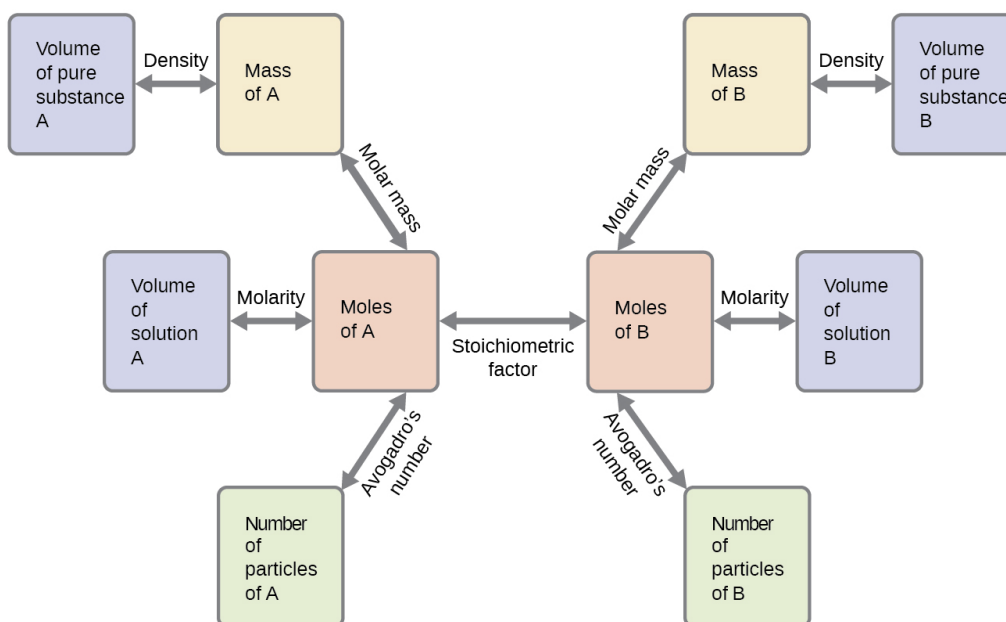 Volume
of pure
substance
A
Density
Mass
of A
Mass
of B
Density
Volume
of pure
substance
B
Molar mass
Molar mass
Volume
of
solution
A
Molarity
Moles
of A
Stoichiometric
factor
Moles
of B
Molarity
Volume
of
solution
B
Avogadro’s
number
Avogadro’s
number
Number
of
particles
of A
Number
of
particles
of B